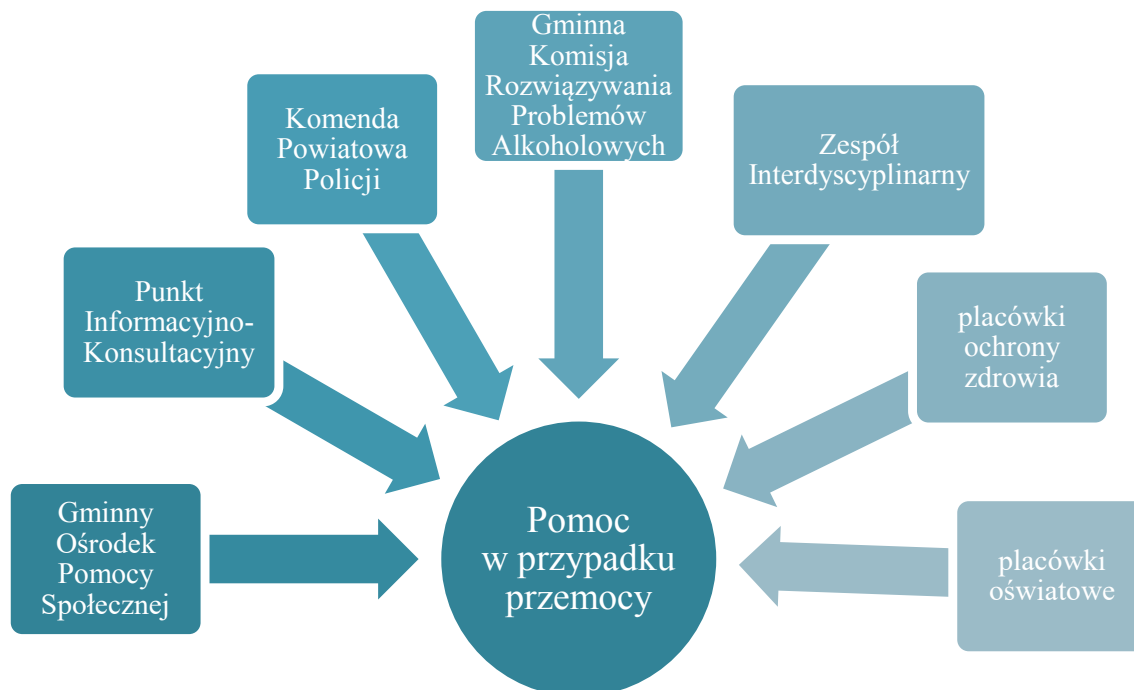 Gminna
Komisja
Rozwiązywania
Problemów
Alkoholowych
Komenda
Powiatowa
Policji
Zespół
Interdyscyplinarny
Punkt
Informacyjno-
Konsultacyjny
placówki
ochrony
zdrowia
Gminny
Ośrodek
Pomocy
Społecznej
Pomoc
w przypadku
przemocy
placówki
oświatowe